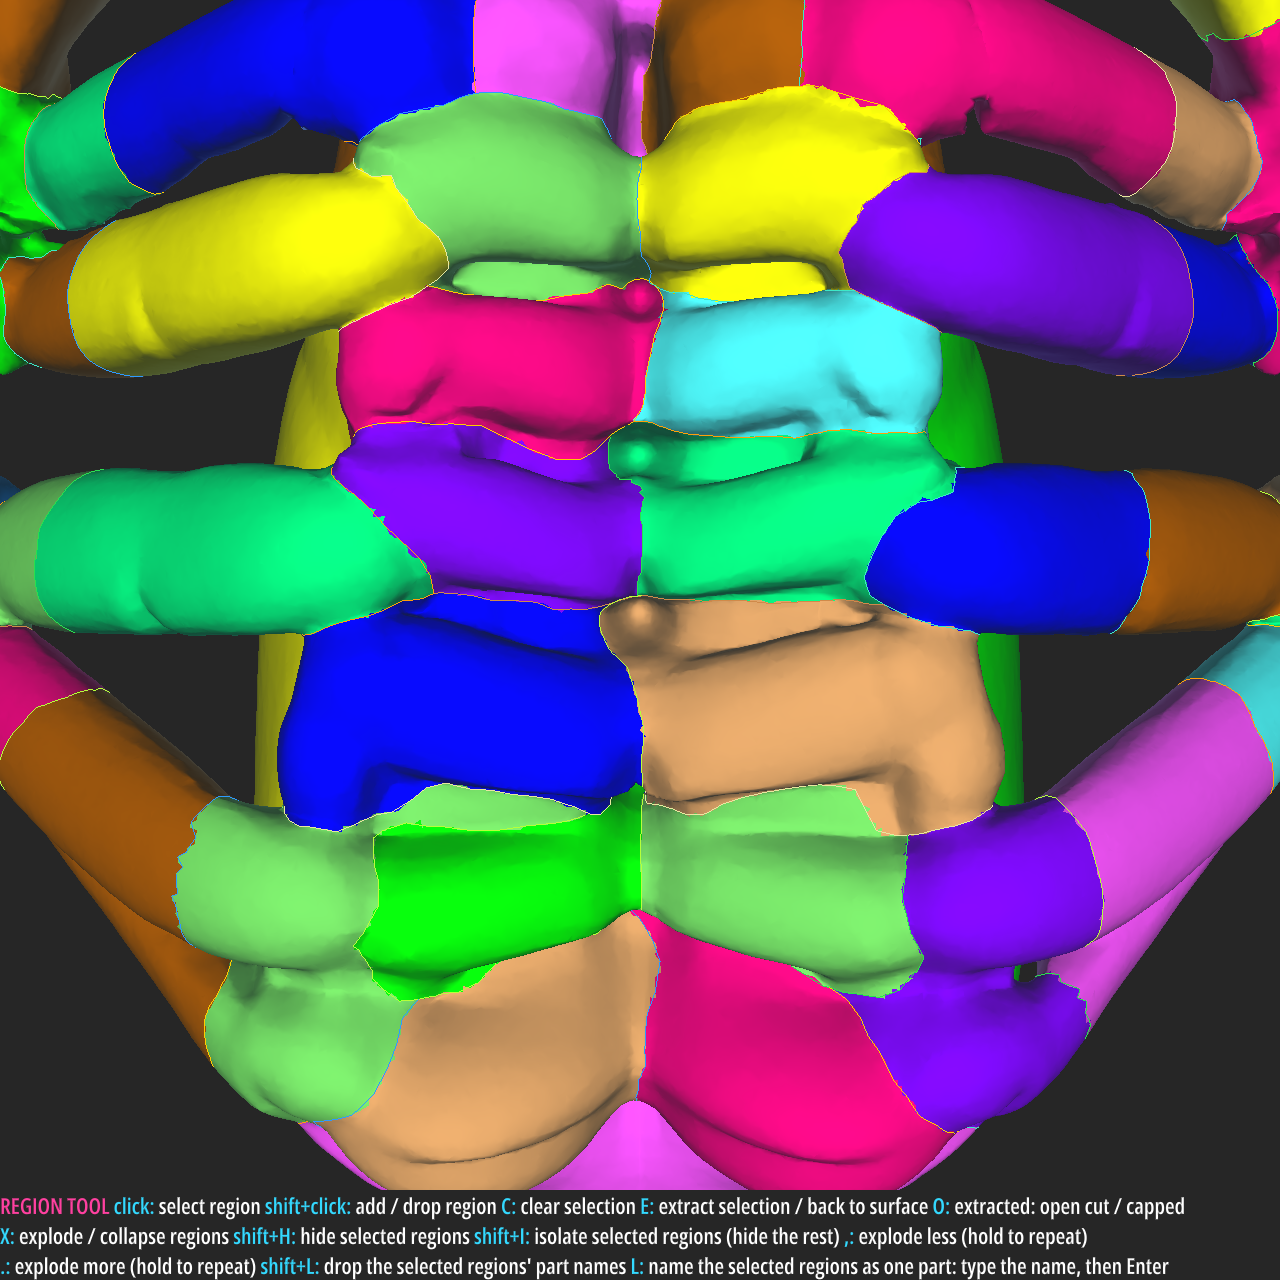 REGION TOOL click: select region shift+click: add / drop region C: clear selection E: extract selection / back to surface O: extracted: open cut / capped
X: explode / collapse regions shift+H: hide selected regions shift+I: isolate selected regions (hide the rest) ,: explode less (hold to repeat)
.: explode more (hold to repeat) shift+L: drop the selected regions' part names L: name the selected regions as one part: type the name, then Enter